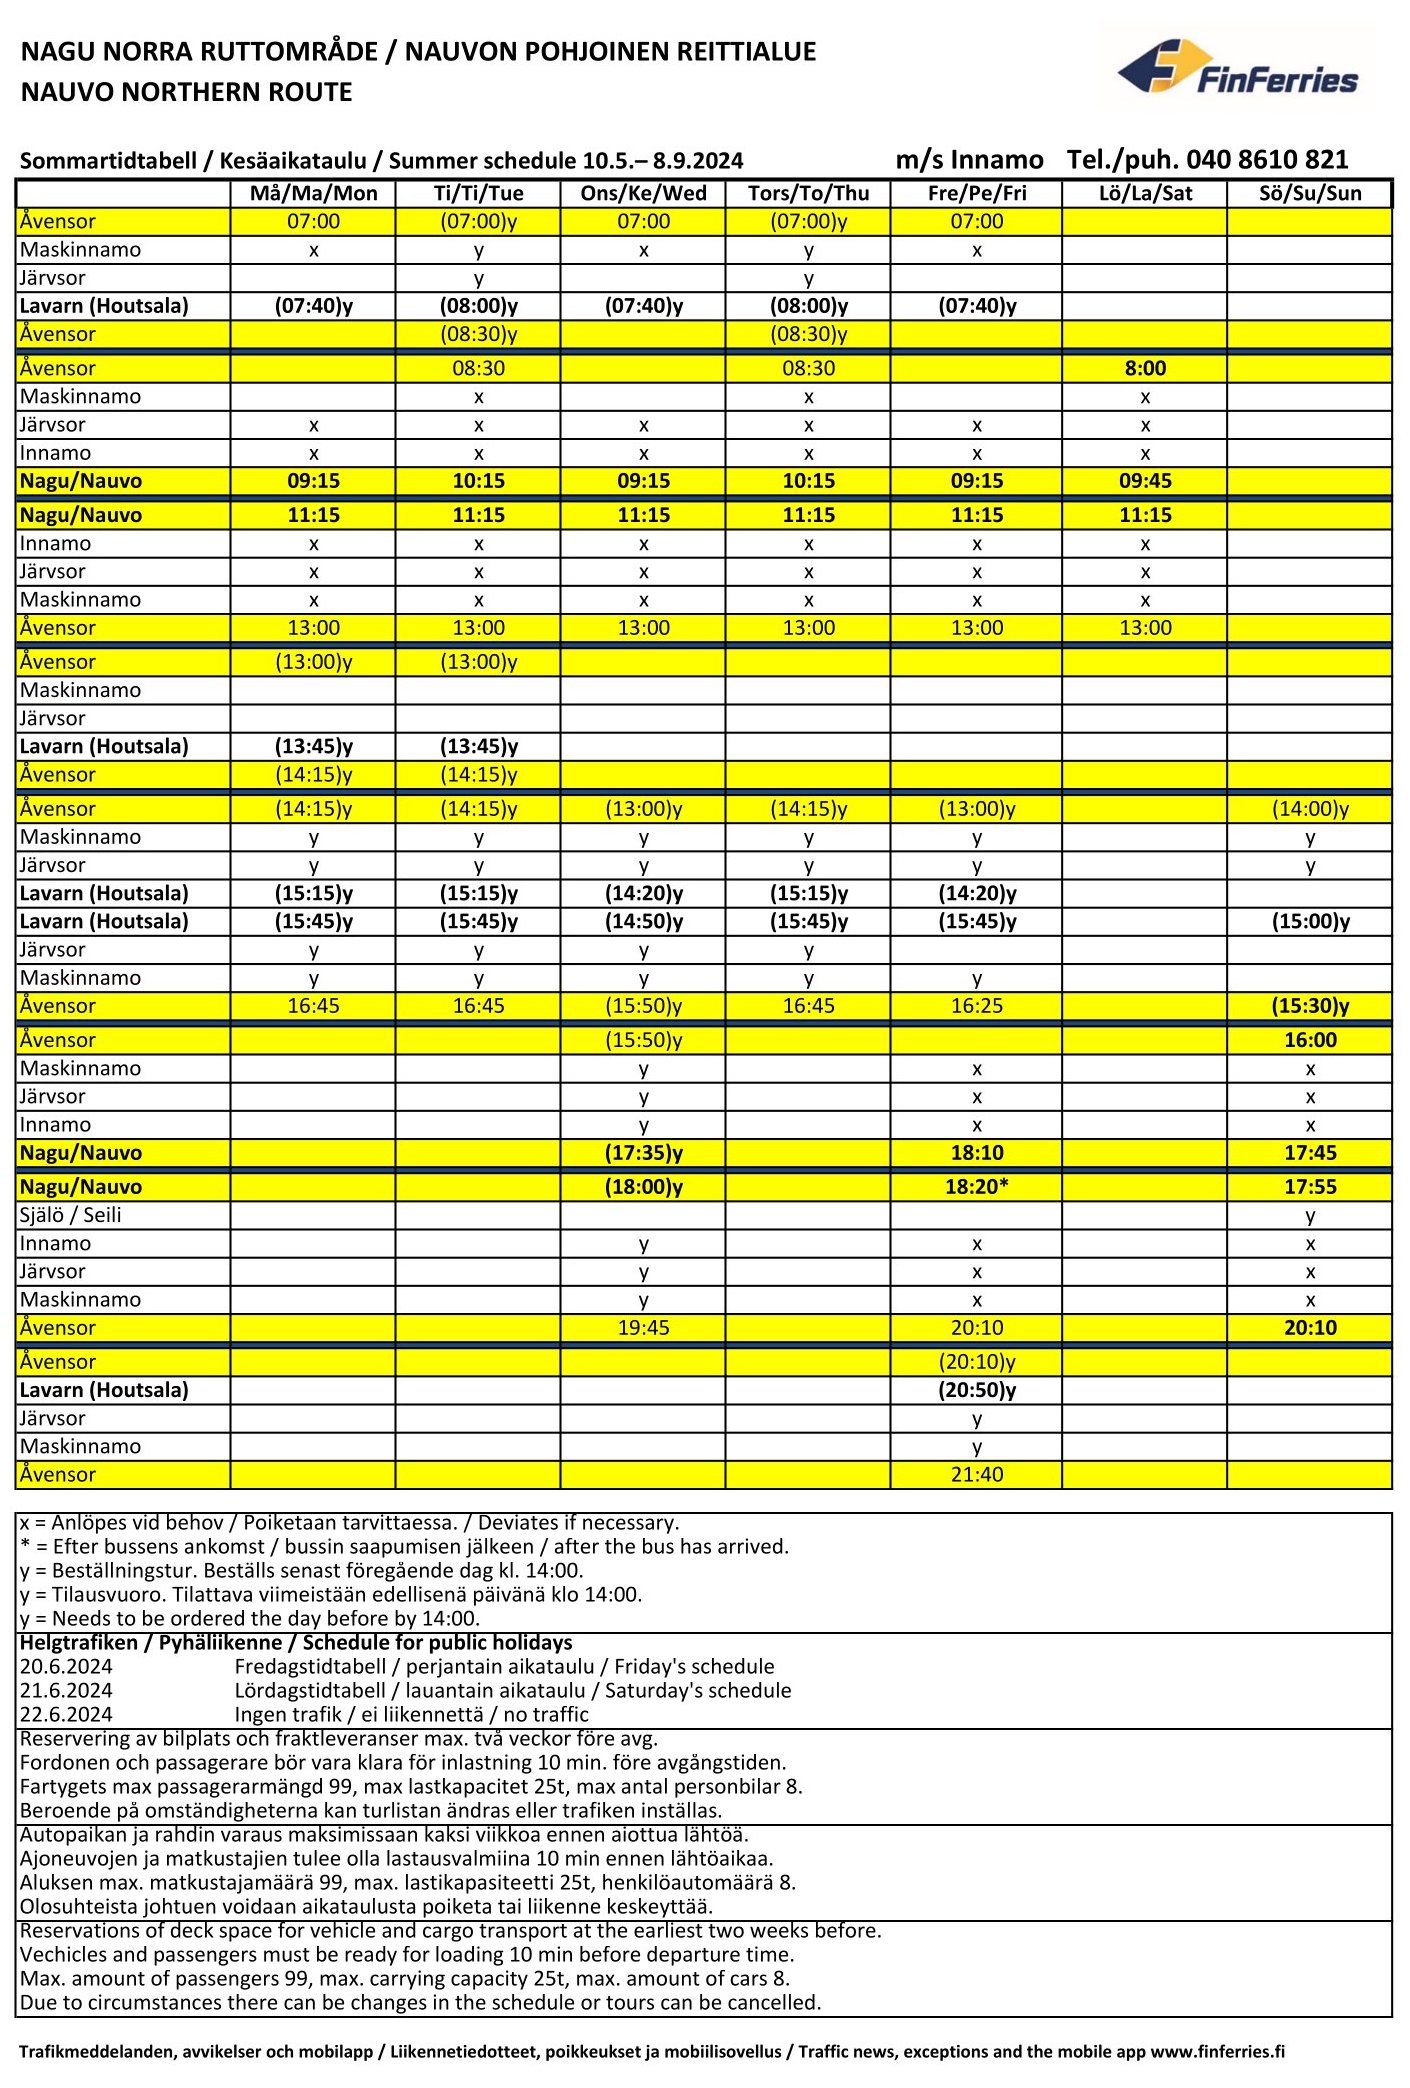 NAGU NORRA RUTTOMRÅDE / NAUVON POHJOINEN REITTIALUE
NAUVO NORTHERN ROUTE
FinFerries
Sommartidtabell / Kesäaikataulu / Summer schedule 10.5.– 8.9.2024 m/s Innamo Tel./puh. 040 8610 821
Må/Ma/Mon Ti/Ti/Tue Ons/Ke/Wed Tors/To/Thu Fre/Pe/Fri Lö/La/Sat Sö/Su/Sun
Åvensor 07:00 (07:00)y 07:00 (07:00)y 07:00
Maskinnamo x y x y x
Järvsor y y
Lavarn (Houtsala) (07:40)y (08:00)y (07:40)y (08:00)y (07:40)y
Åvensor (08:30)y (08:30)y
Åvensor 08:30 08:30 8:00
Maskinnamo x x x
Järvsor x x x x x x
Innamo x x x x x x
Nagu/Nauvo 09:15 10:15 09:15 10:15 09:15 09:45
Nagu/Nauvo 11:15 11:15 11:15 11:15 11:15 11:15
Innamo x x x x x x
Järvsor x x x x x x
Maskinnamo x x x x x x
Åvensor 13:00 13:00 13:00 13:00 13:00 13:00
Åvensor (13:00)y (13:00)y
Maskinnamo
Järvsor
Lavarn (Houtsala) (13:45)y (13:45)y
Åvensor (14:15)y (14:15)y
Åvensor (14:15)y (14:15)y (13:00)y (14:15)y (13:00)y (14:00)y
Maskinnamo y y y y y y
Järvsor y y y y y y
Lavarn (Houtsala) (15:15)y (15:15)y (14:20)y (15:15)y (14:20)y
Lavarn (Houtsala) (15:45)y (15:45)y (14:50)y (15:45)y (15:45)y (15:00)y
Järvsor y y y y
Maskinnamo y y y y y
Åvensor 16:45 16:45 (15:50)y 16:45 16:25 (15:30)y
Åvensor (15:50)y 16:00
Maskinnamo y x x
Järvsor y x x
Innamo y x x
Nagu/Nauvo (17:35)y 18:10 17:45
Nagu/Nauvo (18:00)y 18:20* 17:55
Själö / Seili y
Innamo y x x
Järvsor y x x
Maskinnamo y x x
Åvensor 19:45 20:10 20:10
Åvensor (20:10)y
Lavarn (Houtsala) (20:50)y
Järvsor y
Maskinnamo y
Åvensor 21:40
x = Anlöpes vid behov / Poiketaan tarvittaessa. / Deviates if necessary.
* = Efter bussens ankomst / bussin saapumisen jälkeen / after the bus has arrived.
y = Beställningstur. Beställs senast föregående dag kl. 14:00.
y = Tilausvuoro. Tilattava viimeistään edellisenä päivänä klo 14:00.
y = Needs to be ordered the day before by 14:00.
Helgtrafiken / Pyhäliikenne / Schedule for public holidays
20.6.2024 Fredagstidtabell / perjantain aikataulu / Friday's schedule
21.6.2024 Lördagstidtabell / lauantain aikataulu / Saturday's schedule
22.6.2024 Ingen trafik / ei liikennettä / no traffic
Reservering av bilplats och fraktleveranser max. två veckor före avg.
Fordonen och passagerare bör vara klara för inlastning 10 min. före avgångstiden.
Fartygets max passagerarmängd 99, max lastkapacitet 25t, max antal personbilar 8.
Beroende på omständigheterna kan turlistan ändras eller trafiken inställas.
Autopaikan ja rahdin varaus maksimissaan kaksi viikkoa ennen aiottua lähtöä.
Ajoneuvojen ja matkustajien tulee olla lastausvalmiina 10 min ennen lähtöaikaa.
Aluksen max. matkustajamäärä 99, max. lastikapasiteetti 25t, henkilöautomäärä 8.
Olosuhteista johtuen voidaan aikataulusta poiketa tai liikenne keskeyttää.
Reservations of deck space for vehicle and cargo transport at the earliest two weeks before.
Vechicles and passengers must be ready for loading 10 min before departure time.
Max. amount of passengers 99, max. carrying capacity 25t, max. amount of cars 8.
Due to circumstances there can be changes in the schedule or tours can be cancelled.
Trafikmeddelanden, avvikelser och mobilapp / Liikennetiedotteet, poikkeukset ja mobiilisovellus / Traffic news, exceptions and the mobile app www.finferries.fi